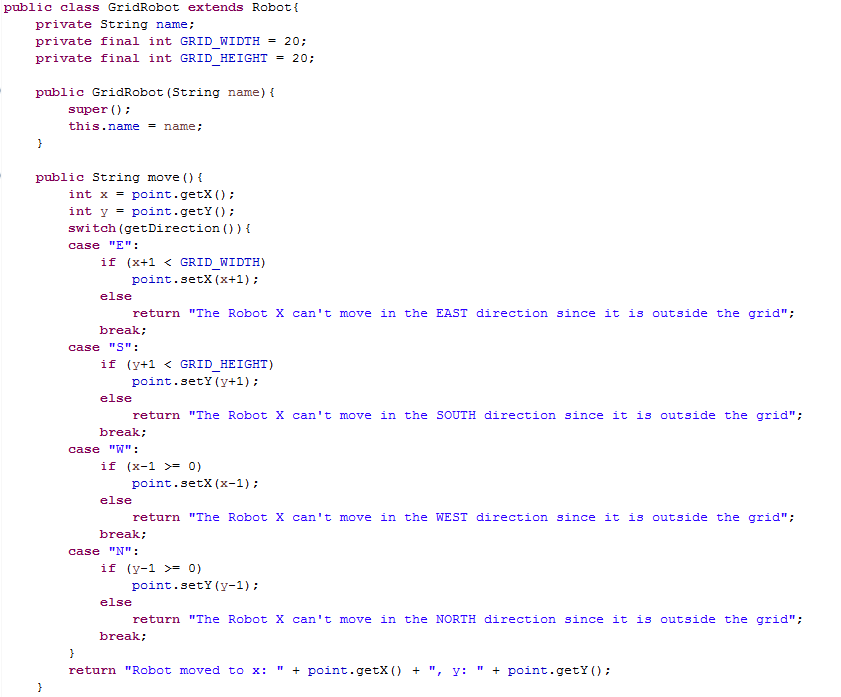 public class GridRobot extends Robot{
    private String name;
    private final int GRID_WIDTH = 20;
    private final int GRID_HEIGHT = 20;

    public GridRobot(String name){
        super();
        this.name = name;
    }

    public String move(){
        int x = point.getX();
        int y = point.getY();
        switch(getDirection()){
        case "E":
            if (x+1 < GRID_WIDTH)
                point.setX(x+1);
            else
                return "The Robot X can't move in the EAST direction since it is outside the grid";
            break;
        case "S":
            if (y+1 < GRID_HEIGHT)
                point.setY(y+1);
            else
                return "The Robot X can't move in the SOUTH direction since it is outside the grid";
            break;
        case "W":
            if (x-1 >= 0)
                point.setX(x-1);
            else
                return "The Robot X can't move in the WEST direction since it is outside the grid";
            break;
        case "N":
            if (y-1 >= 0)
                point.setY(y-1);
            else
                return "The Robot X can't move in the NORTH direction since it is outside the grid";
            break;
        }
        return "Robot moved to x: " + point.getX() + ", y: " + point.getY();
    }